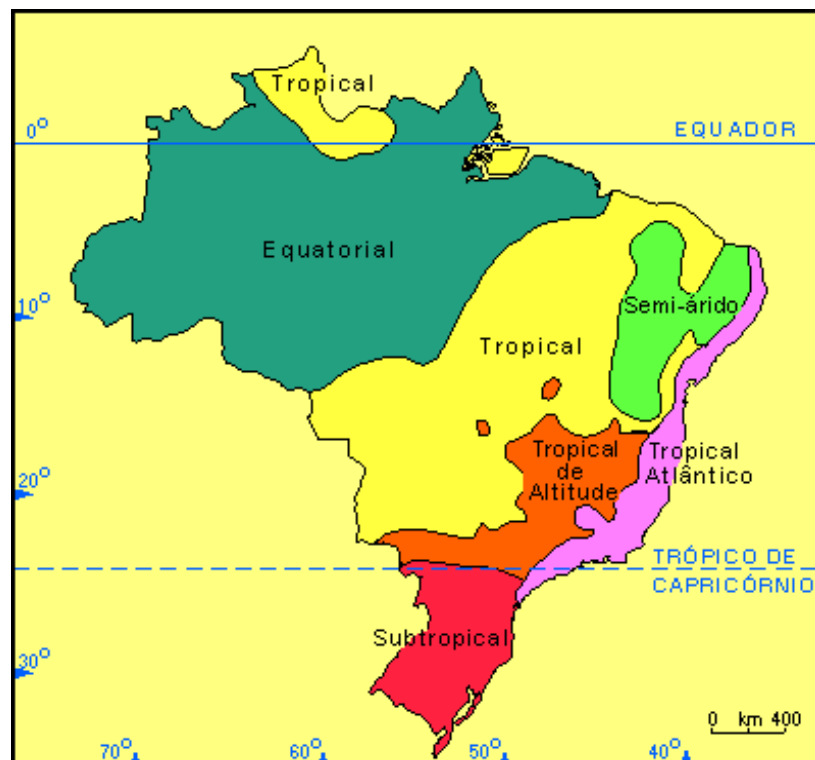 Tropical
0°
EQUADOR
Equatorial
10°
Semi-árido
Tropical
Tropical
de
Altitude
Tropical
Atlântico
20°
TRÓPICO DE
CAPRICÓRNIO
Subtropical
30°
0 km 400
70° 60° 50° 40°